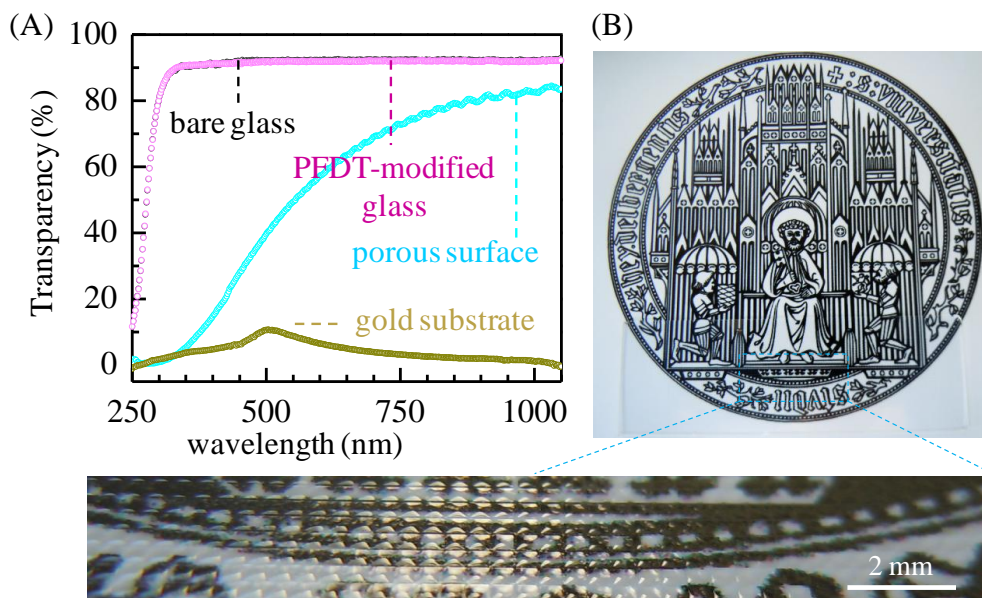 (A)
(B)
100
80
60
40
20
0
Transparency (%)
bare glass
PFDT-modified
glass
porous surface
gold substrate
250
500
750
1000
wavelength (nm)
2 mm